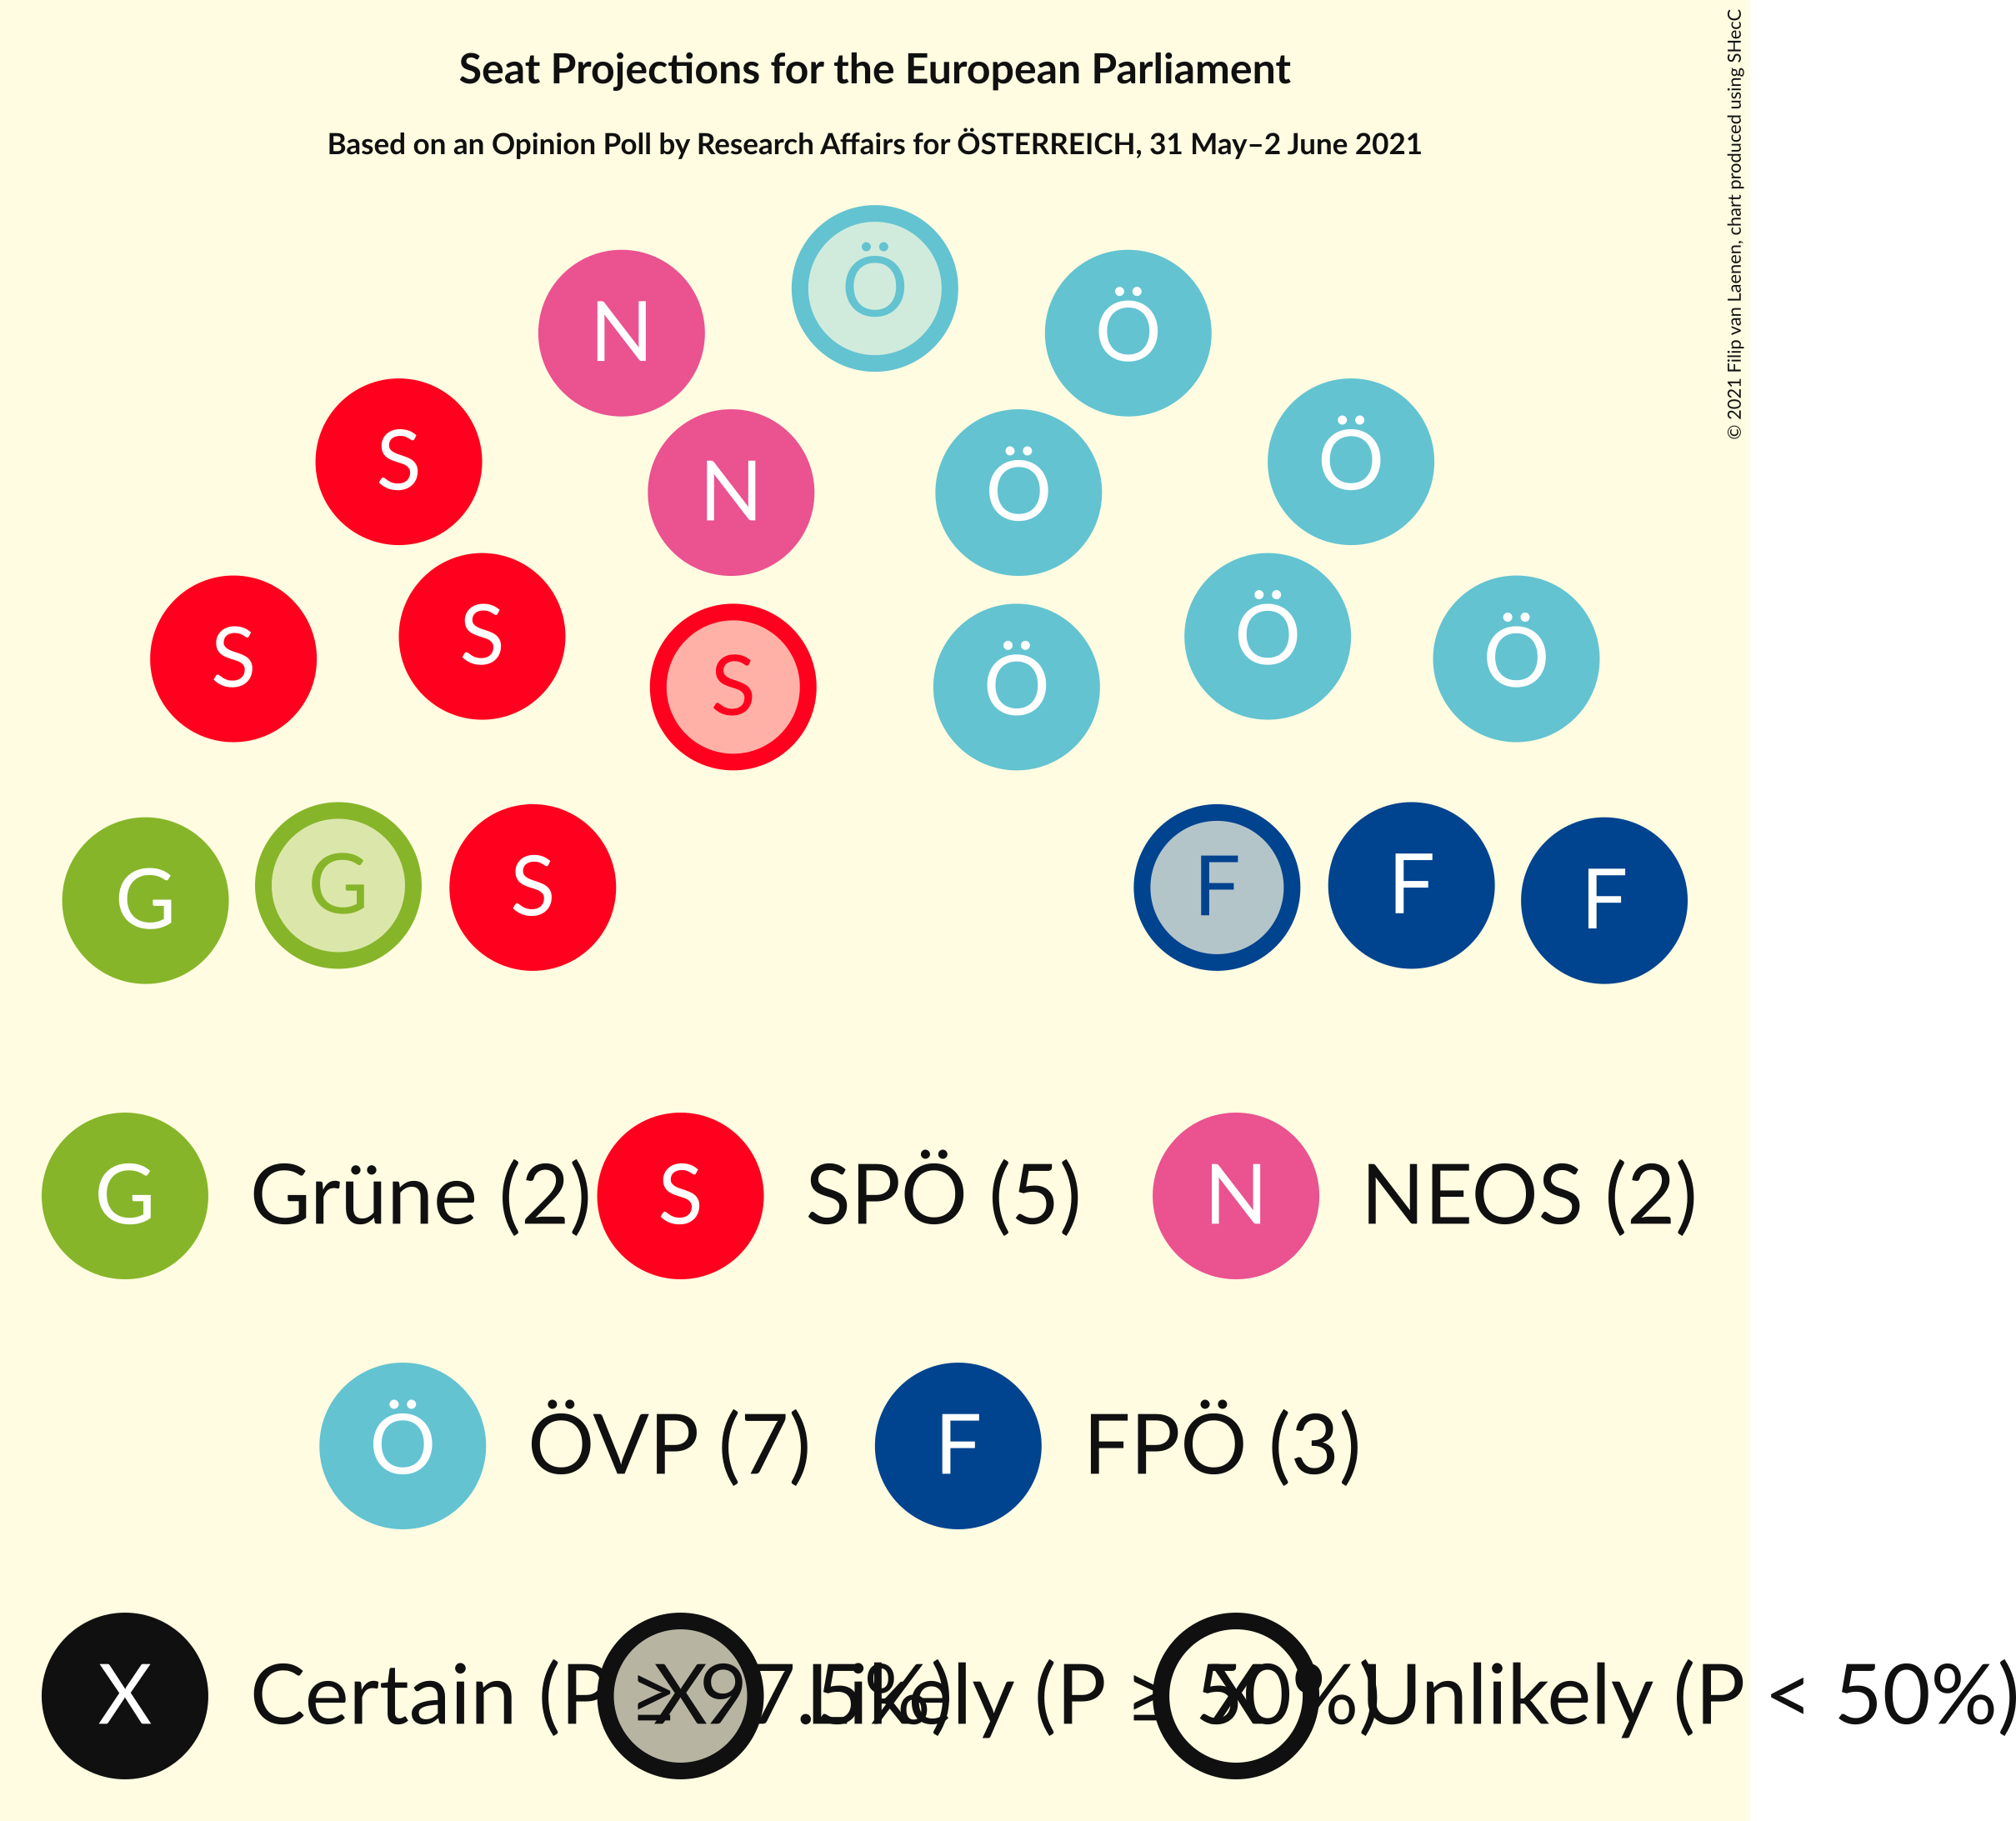 Seat Projections for the European Parliament
Based on an Opinion Poll by Research Affairs for ÖSTERREICH, 31 May–2 June 2021
© 2021 Filip van Laenen, chart produced using SHecC
Ö
N Ö
S Ö
N Ö
S S Ö Ö
S Ö
G G S F F F
G Grüne (2) S SPÖ (5) N NEOS (2)
Ö ÖVP (7) F FPÖ (3)
X Certain (P ≥ 97.5%) X Likely (P ≥ 50%) X Unlikely (P < 50%)